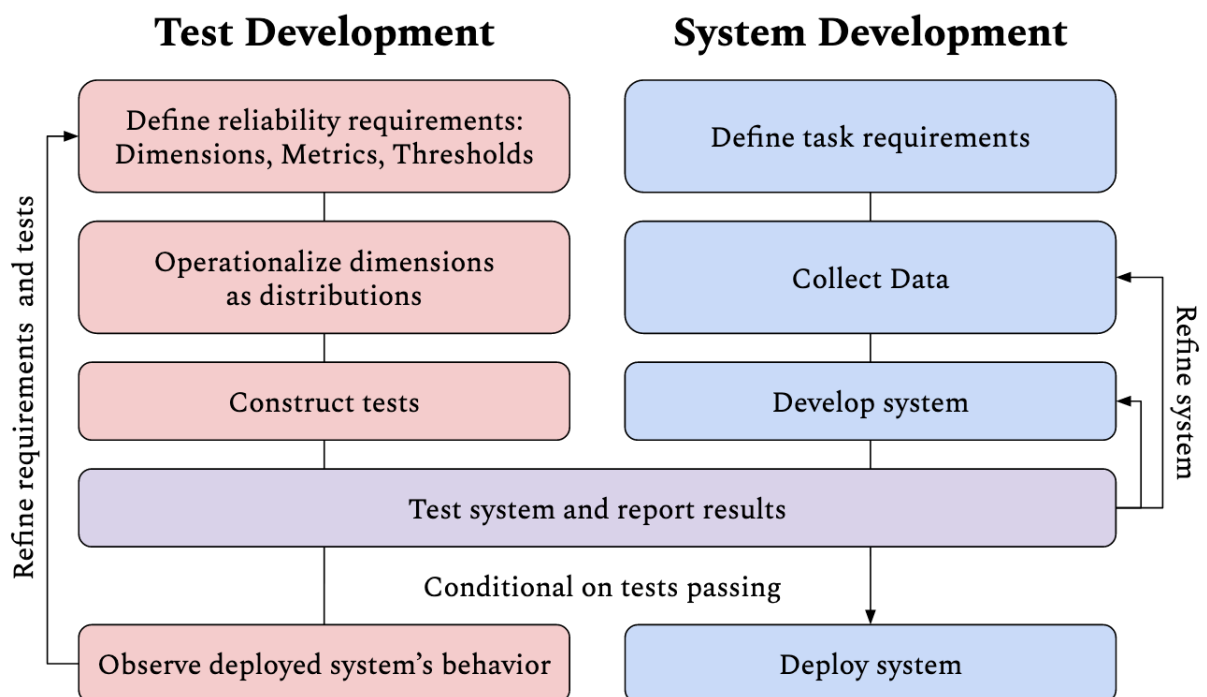 Test Development
System Development
Define reliability requirements:
Dimensions, Metrics, Thresholds
Define task requirements
Operationalize dimensions
as distributions
Collect Data
Construct tests
Develop system
Test system and report results
Conditional on tests passing
Observe deployed system’s behavior
Deploy system
Refine requirements and tests
Refine system